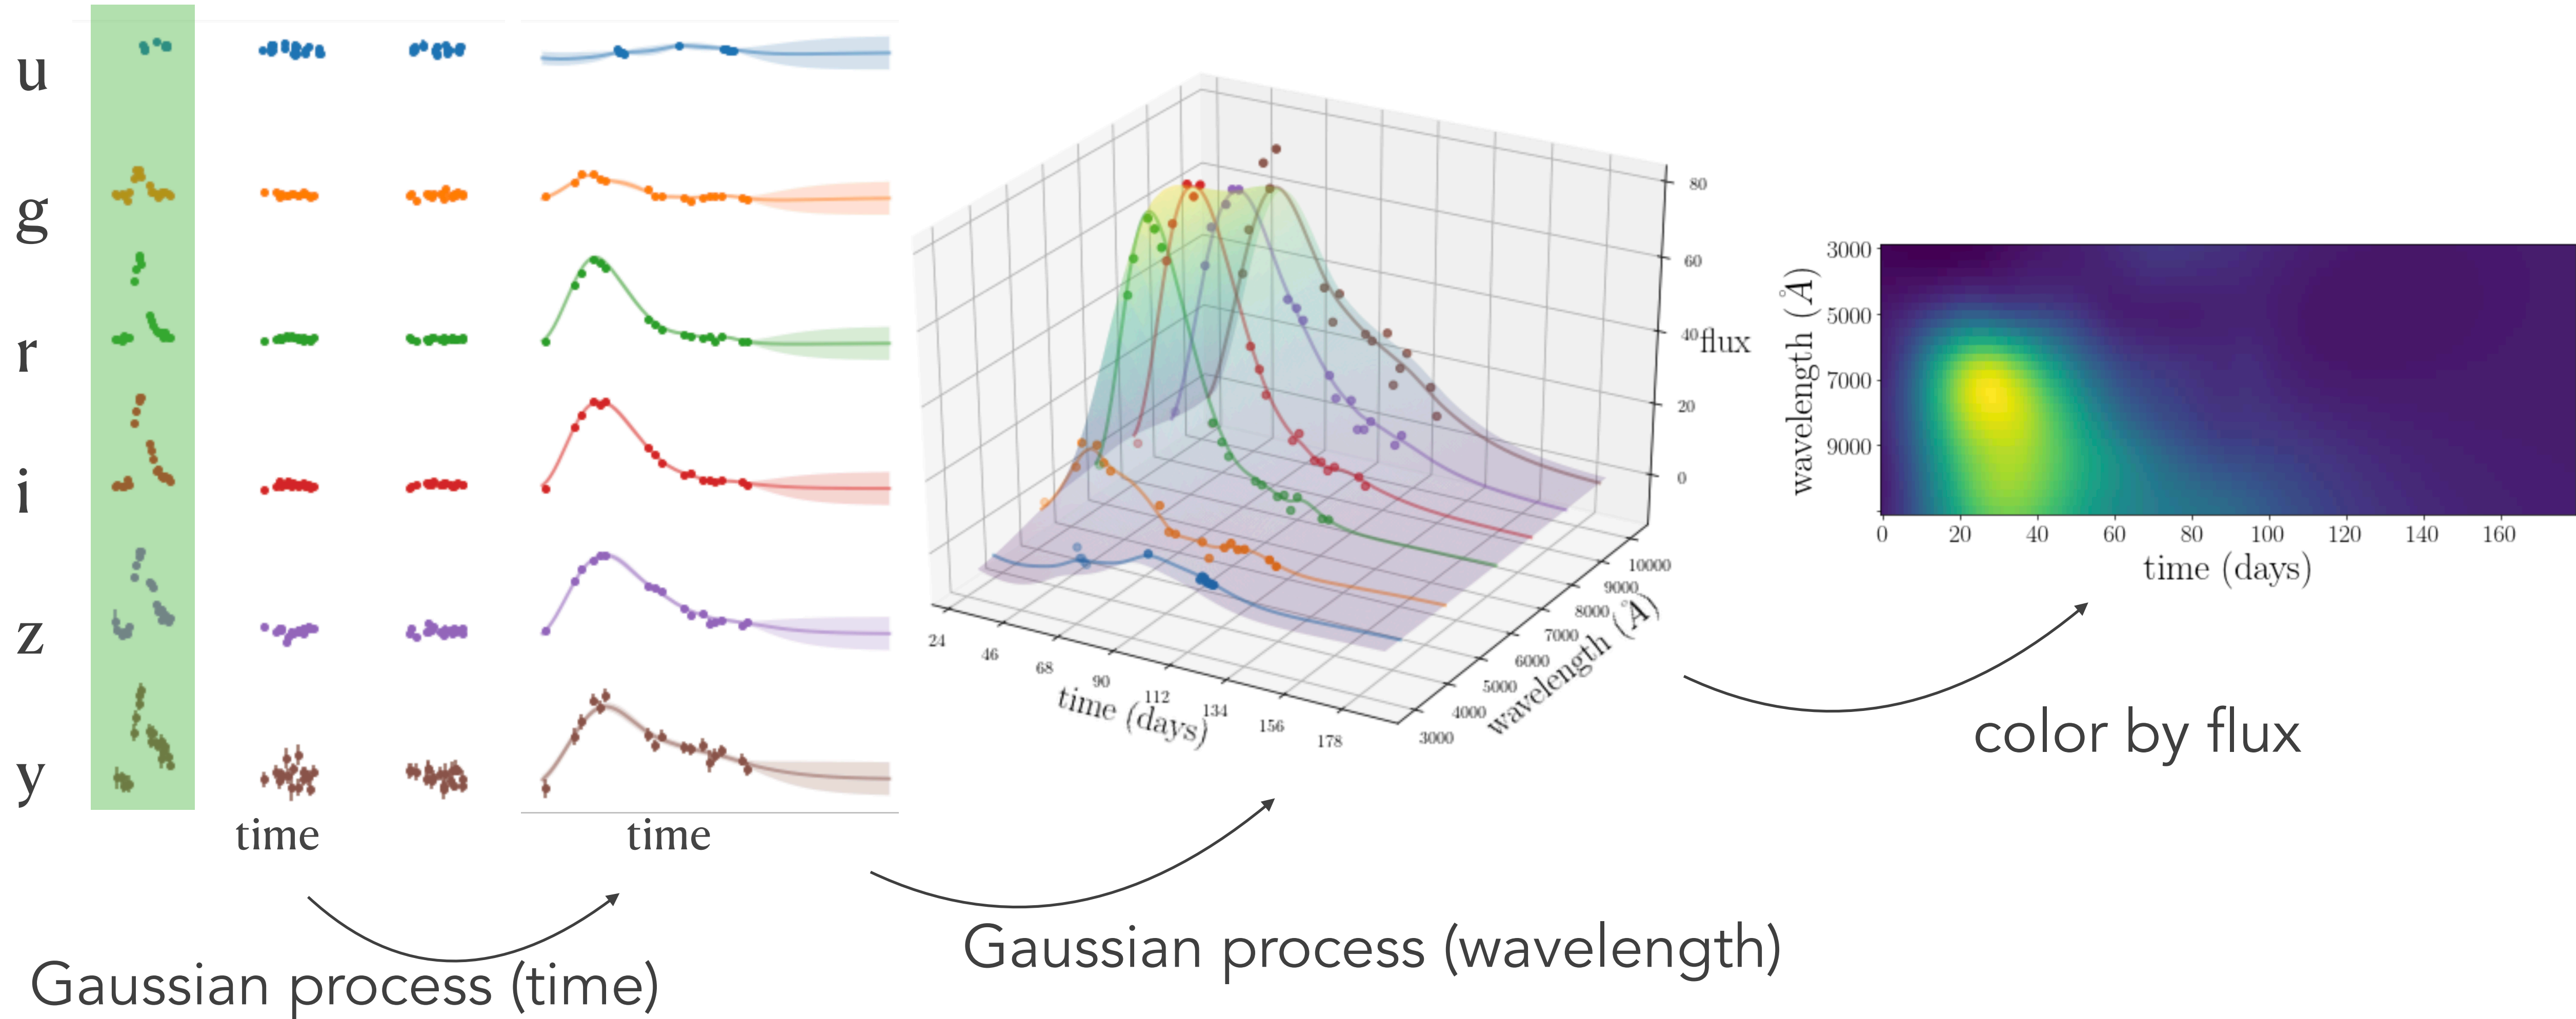 u
g
r
i
z
y
time
time
Gaussian process (time)
80
60
40
20
0
flux
24
46
68
90
112
134
156
178
time (days)
3000
4000
5000
6000
7000
8000
9000
10000
wavelength (Å)
Gaussian process (wavelength)
3000
5000
7000
9000
wavelength (Å)
0
20
40
60
80
100
120
140
160
time (days)
color by flux